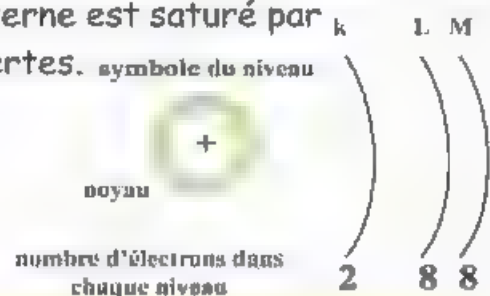 erne est saturé par
k L M
ertes. symbole du niveau
+
noyau
nombre d'électrons dans
chaque niveau
2 8 8